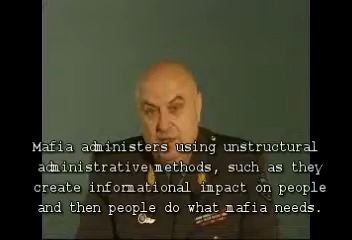 Mafia administers using unstructural
administrative methods, such as they
create informational impact on people
and then people do what mafia needs.